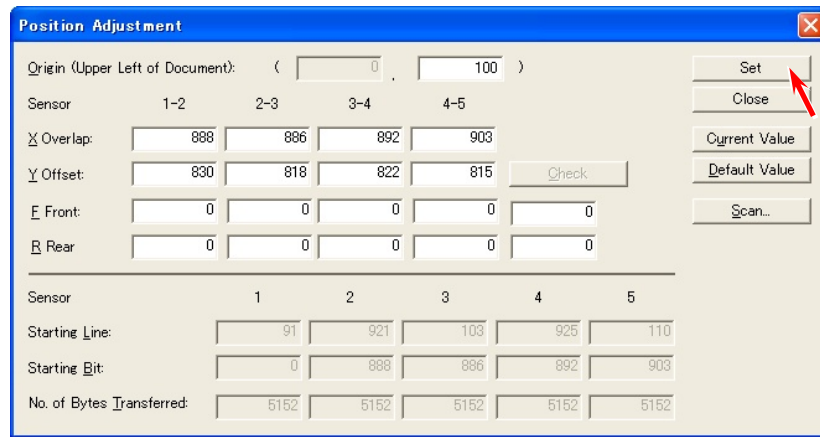 Position Adjustment
Origin (Upper Left of Document): ( 0 , 100 ) Set
Sensor 1-2 2-3 3-4 4-5 Close
X Overlap: 888 886 892 903 Current Value
Y Offset: 830 818 822 815 Check Default Value
F Front: 0 0 0 0 0 Scan...
R Rear 0 0 0 0 0
Sensor 1 2 3 4 5
Starting Line: 91 921 103 925 110
Starting Bit: 0 888 886 892 903
No. of Bytes Transferred: 5152 5152 5152 5152 5152